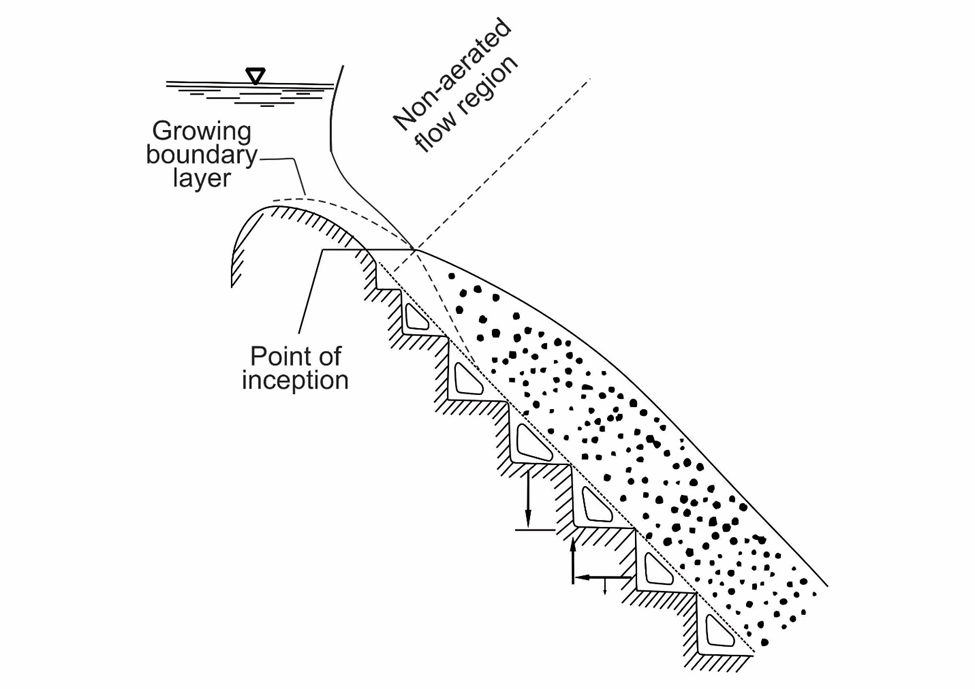 Non-aerated
flow region
Growing
boundary
layer
Point of
inception